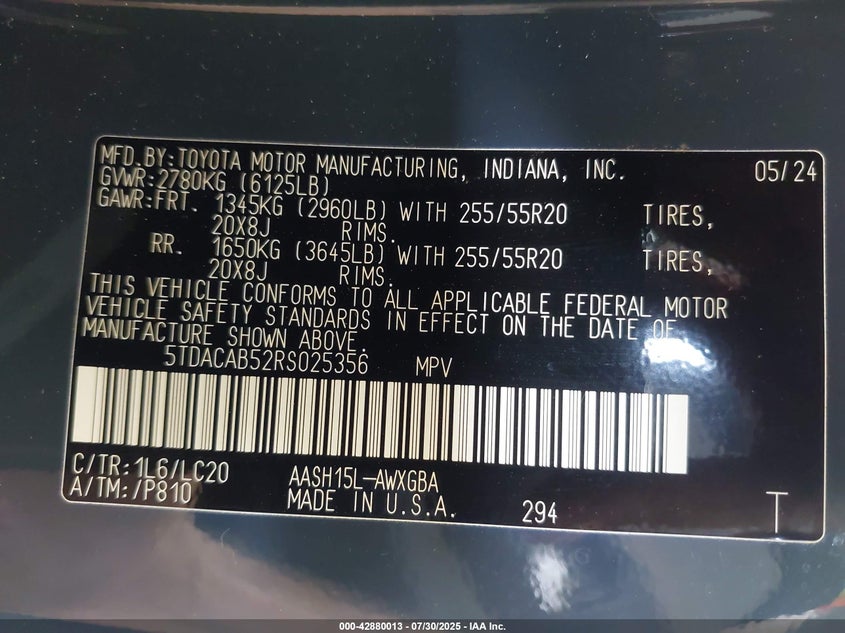 MFD.BY:TOYOTA MOTOR MANUFACTURING, INDIANA, INC. 05/24
GVWR:2780KG (6125LB)
GAWR:FRT. 1345KG (2960LB) WITH 255/55R20 TIRES,
20X8J RIMS.
RR. 1650KG (3645LB) WITH 255/55R20 TIRES,
20X8J RIMS.
THIS VEHICLE CONFORMS TO ALL APPLICABLE FEDERAL MOTOR
VEHICLE SAFETY STANDARDS IN EFFECT ON THE DATE OF
MANUFACTURE SHOWN ABOVE.
5TDACAB52RS025356 MPV
C/TR:1L6/LC20 AASH15L-AWXGBA
A/TM:/P810 MADE IN U.S.A. 294 T
000-42880013 - 07/30/2025 - IAA Inc.